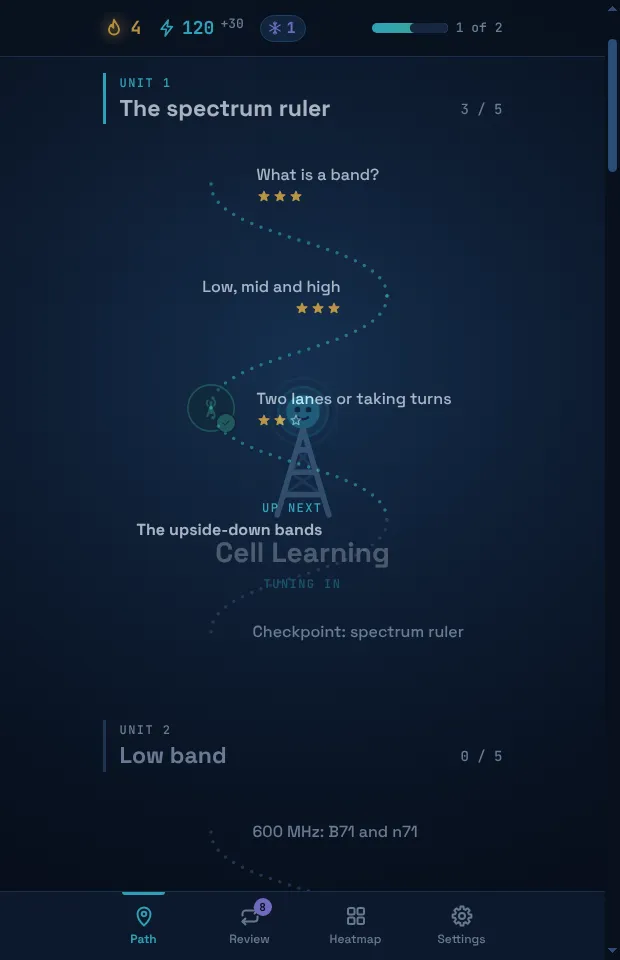 4 120 +30 1 1 of 2
UNIT 1
The spectrum ruler 3 / 5
What is a band?
Low, mid and high
Two lanes or taking turns
UP NEXT
The upside-down bands
Cell Learning
TUNING IN
Checkpoint: spectrum ruler
UNIT 2
Low band 0 / 5
600 MHz: B71 and n71
8
Path Review Heatmap Settings